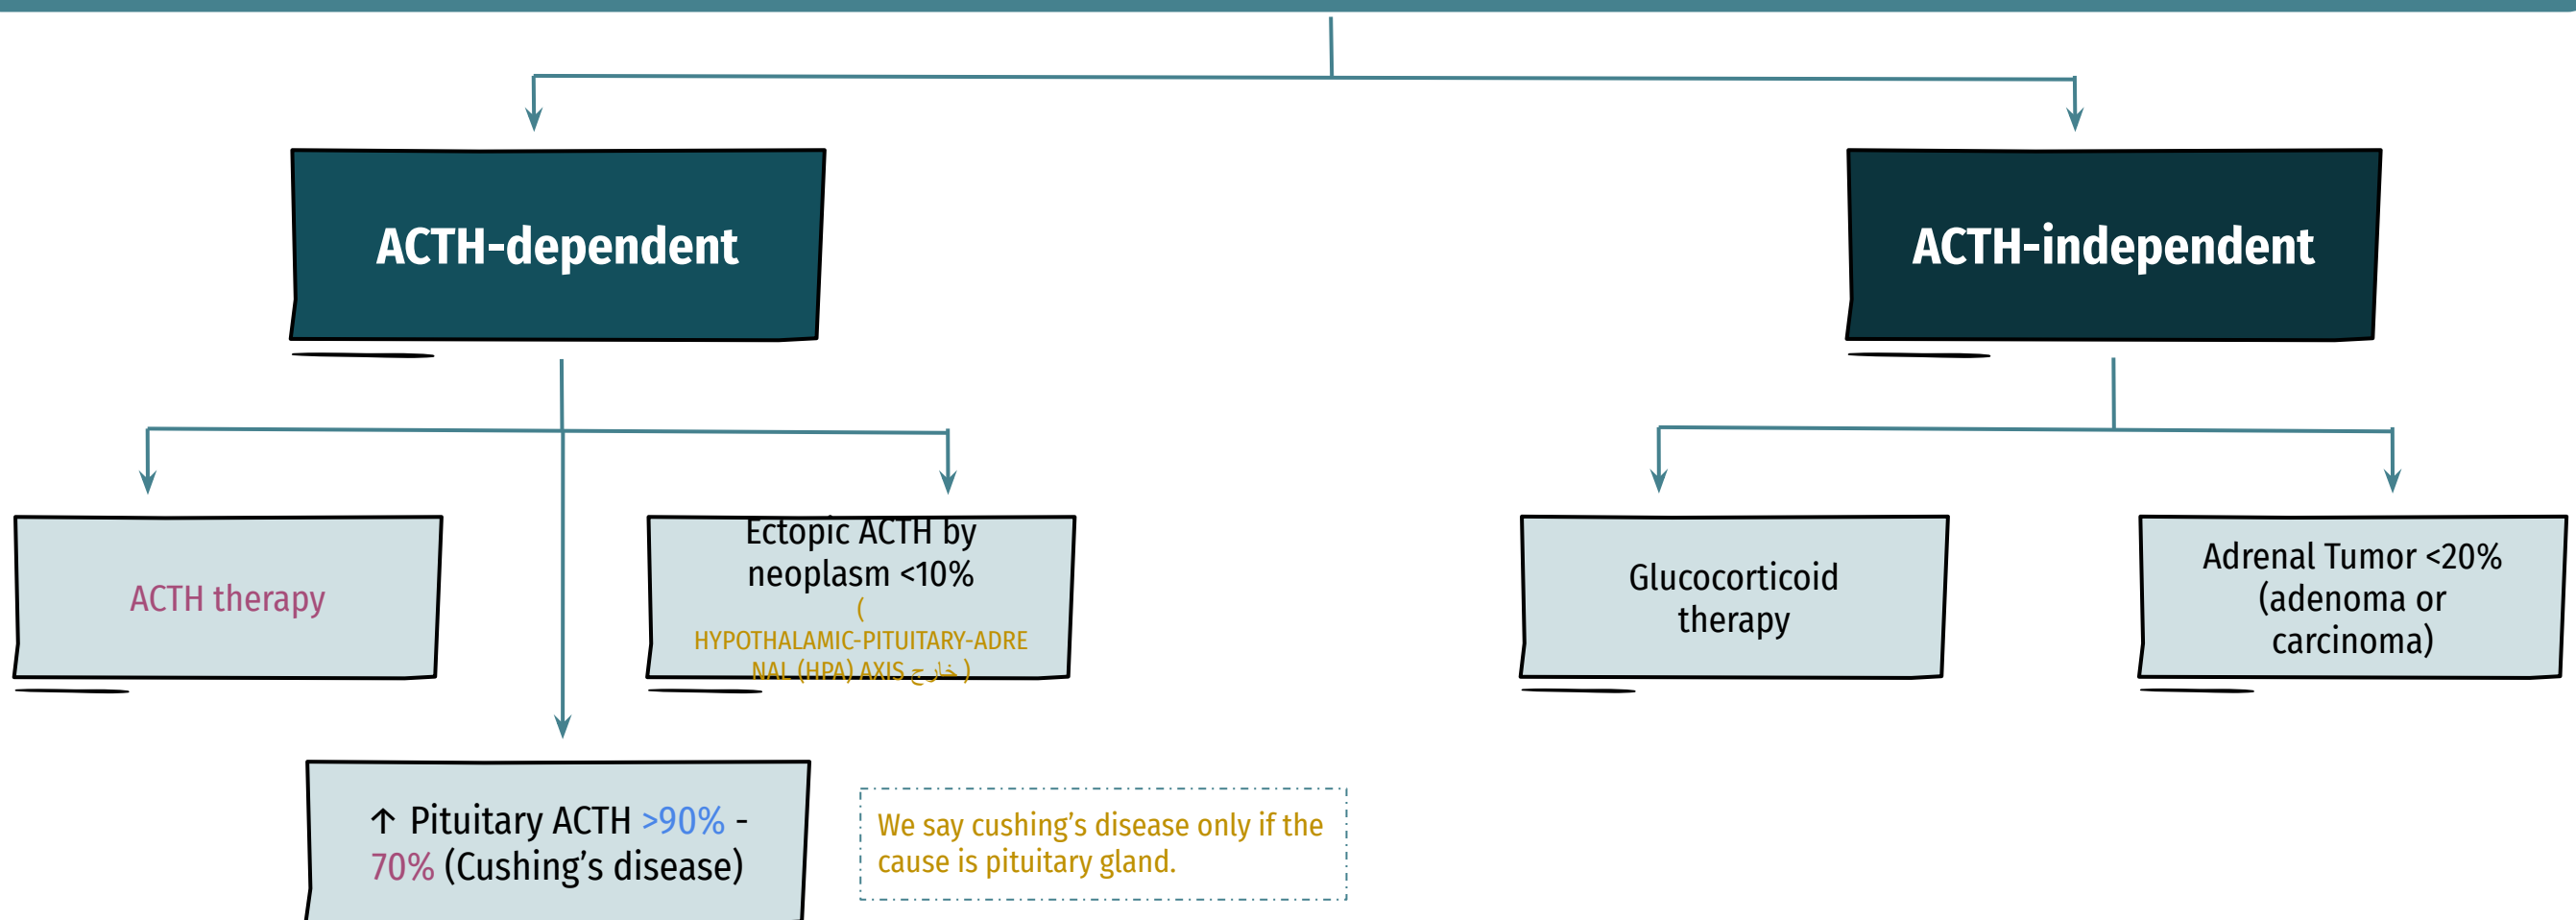 ACTH-dependent
ACTH-independent
ACTH therapy
Ectopic ACTH by
neoplasm <10%
(
HYPOTHALAMIC-PITUITARY-ADRE
NAL (HPA) AXIS خارج )
Glucocorticoid
therapy
Adrenal Tumor <20%
(adenoma or
carcinoma)
↑ Pituitary ACTH >90% -
70% (Cushing’s disease)
We say cushing’s disease only if the
cause is pituitary gland.